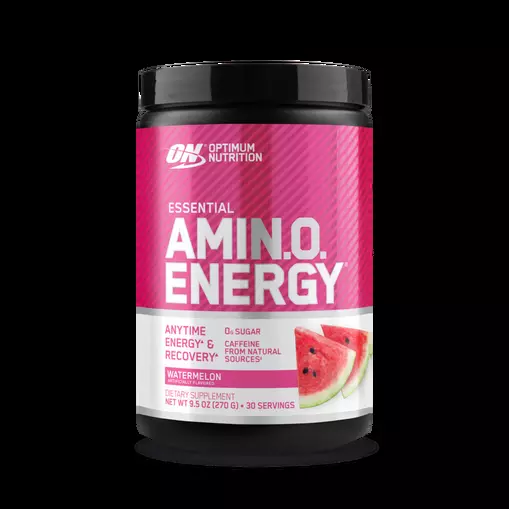 ON OPTIMUM
NUTRITION
ESSENTIAL
AMIN.O.
ENERGY
ANYTIME
ENERGY^ &
RECOVERY^
0g SUGAR
CAFFEINE
FROM NATURAL
SOURCES‡
WATERMELON
ARTIFICIALLY FLAVORED
DIETARY SUPPLEMENT
NET WT 9.5 OZ (270 G) • 30 SERVINGS